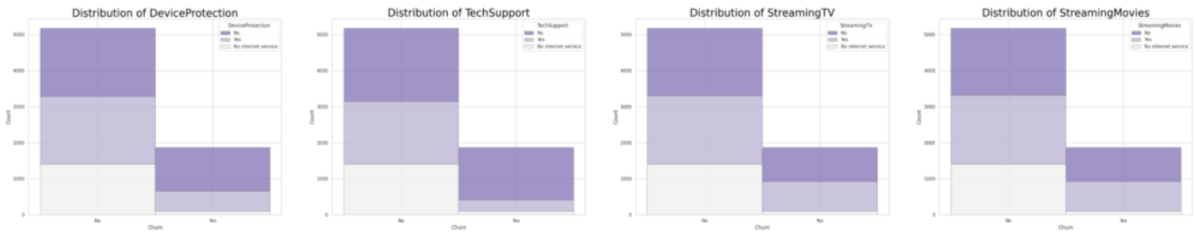 Distribution of DeviceProtection
DeviceProtection
No
Yes
No internet service
5000
4000
3000
2000
1000
0
Count
No
Yes
Churn
Distribution of TechSupport
TechSupport
No
Yes
No internet service
5000
4000
3000
2000
1000
0
Count
No
Yes
Churn
Distribution of StreamingTV
StreamingTV
No
Yes
No internet service
5000
4000
3000
2000
1000
0
Count
No
Yes
Churn
Distribution of StreamingMovies
StreamingMovies
No
Yes
No internet service
5000
4000
3000
2000
1000
0
Count
No
Yes
Churn